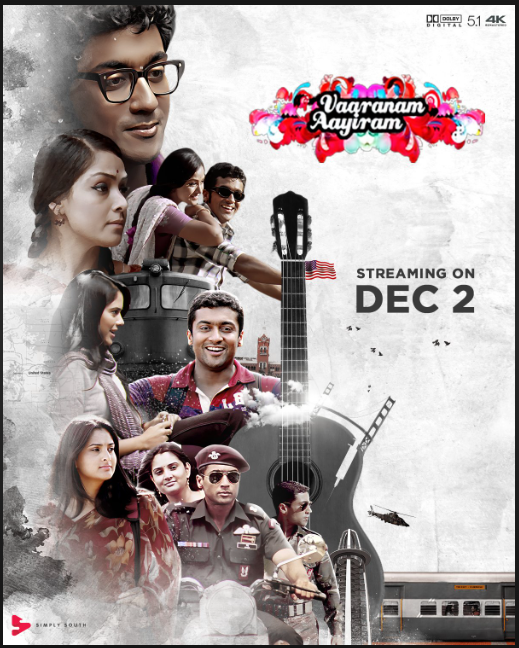 DOLBY
DIGITAL
5.1
4K
Vaaranam
Aayiram
STREAMING ON
DEC 2
SIMPLY SOUTH